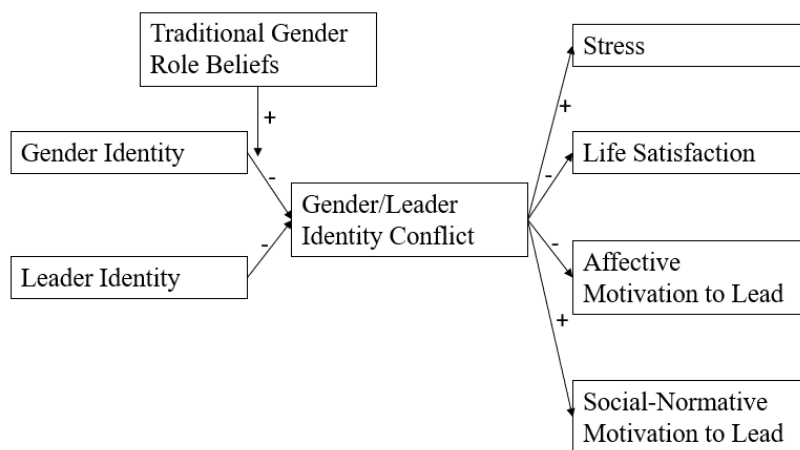 Traditional Gender
Role Beliefs
+
Gender Identity
-
Leader Identity
-
Gender/Leader
Identity Conflict
+
Stress
-
Life Satisfaction
-
Affective
Motivation to Lead
+
Social-Normative
Motivation to Lead